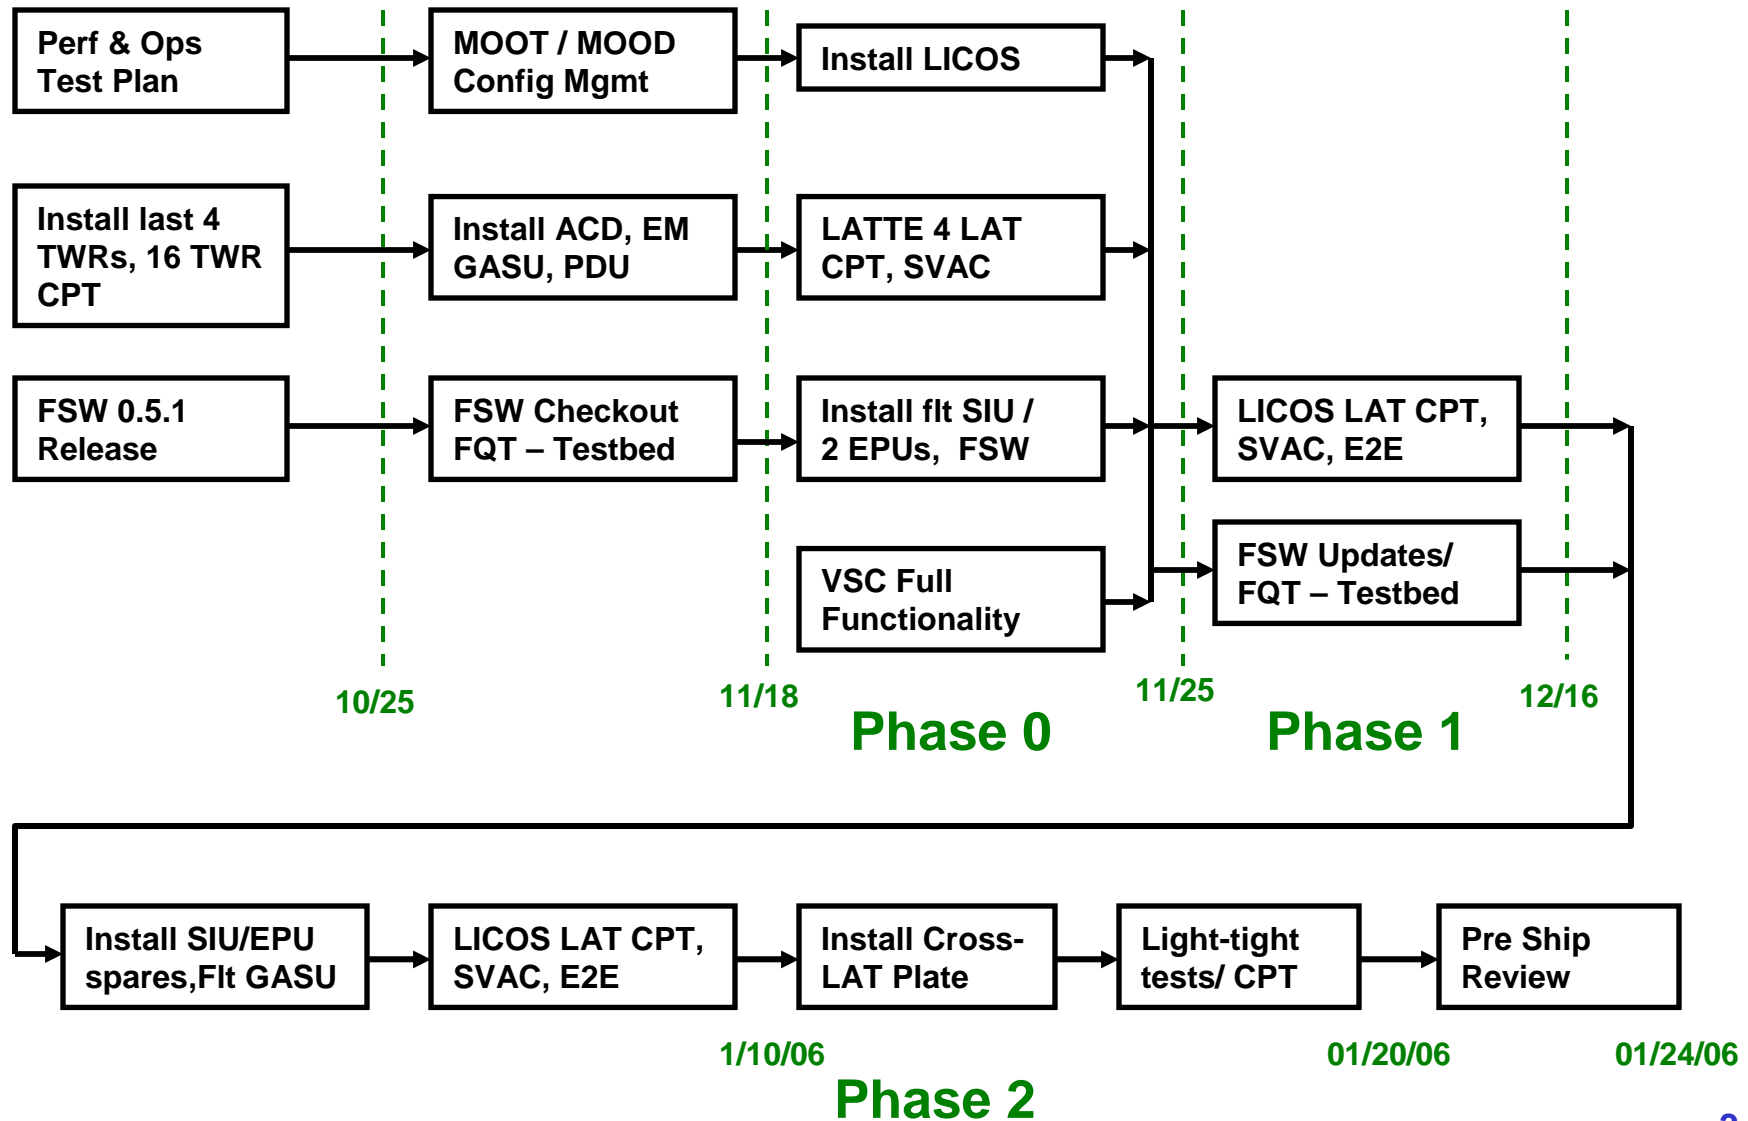 Perf & Ops
Test Plan
MOOT / MOOD
Config Mgmt
Install LICOS
Install last 4
TWRs, 16 TWR
CPT
Install ACD, EM
GASU, PDU
LATTE 4 LAT
CPT, SVAC
FSW 0.5.1
Release
FSW Checkout
FQT – Testbed
Install flt SIU /
2 EPUs, FSW
LICOS LAT CPT,
SVAC, E2E
VSC Full
Functionality
FSW Updates/
FQT – Testbed
10/25
11/18
11/25
12/16
Phase 0
Phase 1
Install SIU/EPU
spares,Flt GASU
LICOS LAT CPT,
SVAC, E2E
Install Cross-
LAT Plate
Light-tight
tests/ CPT
Pre Ship
Review
1/10/06
01/20/06
01/24/06
Phase 2